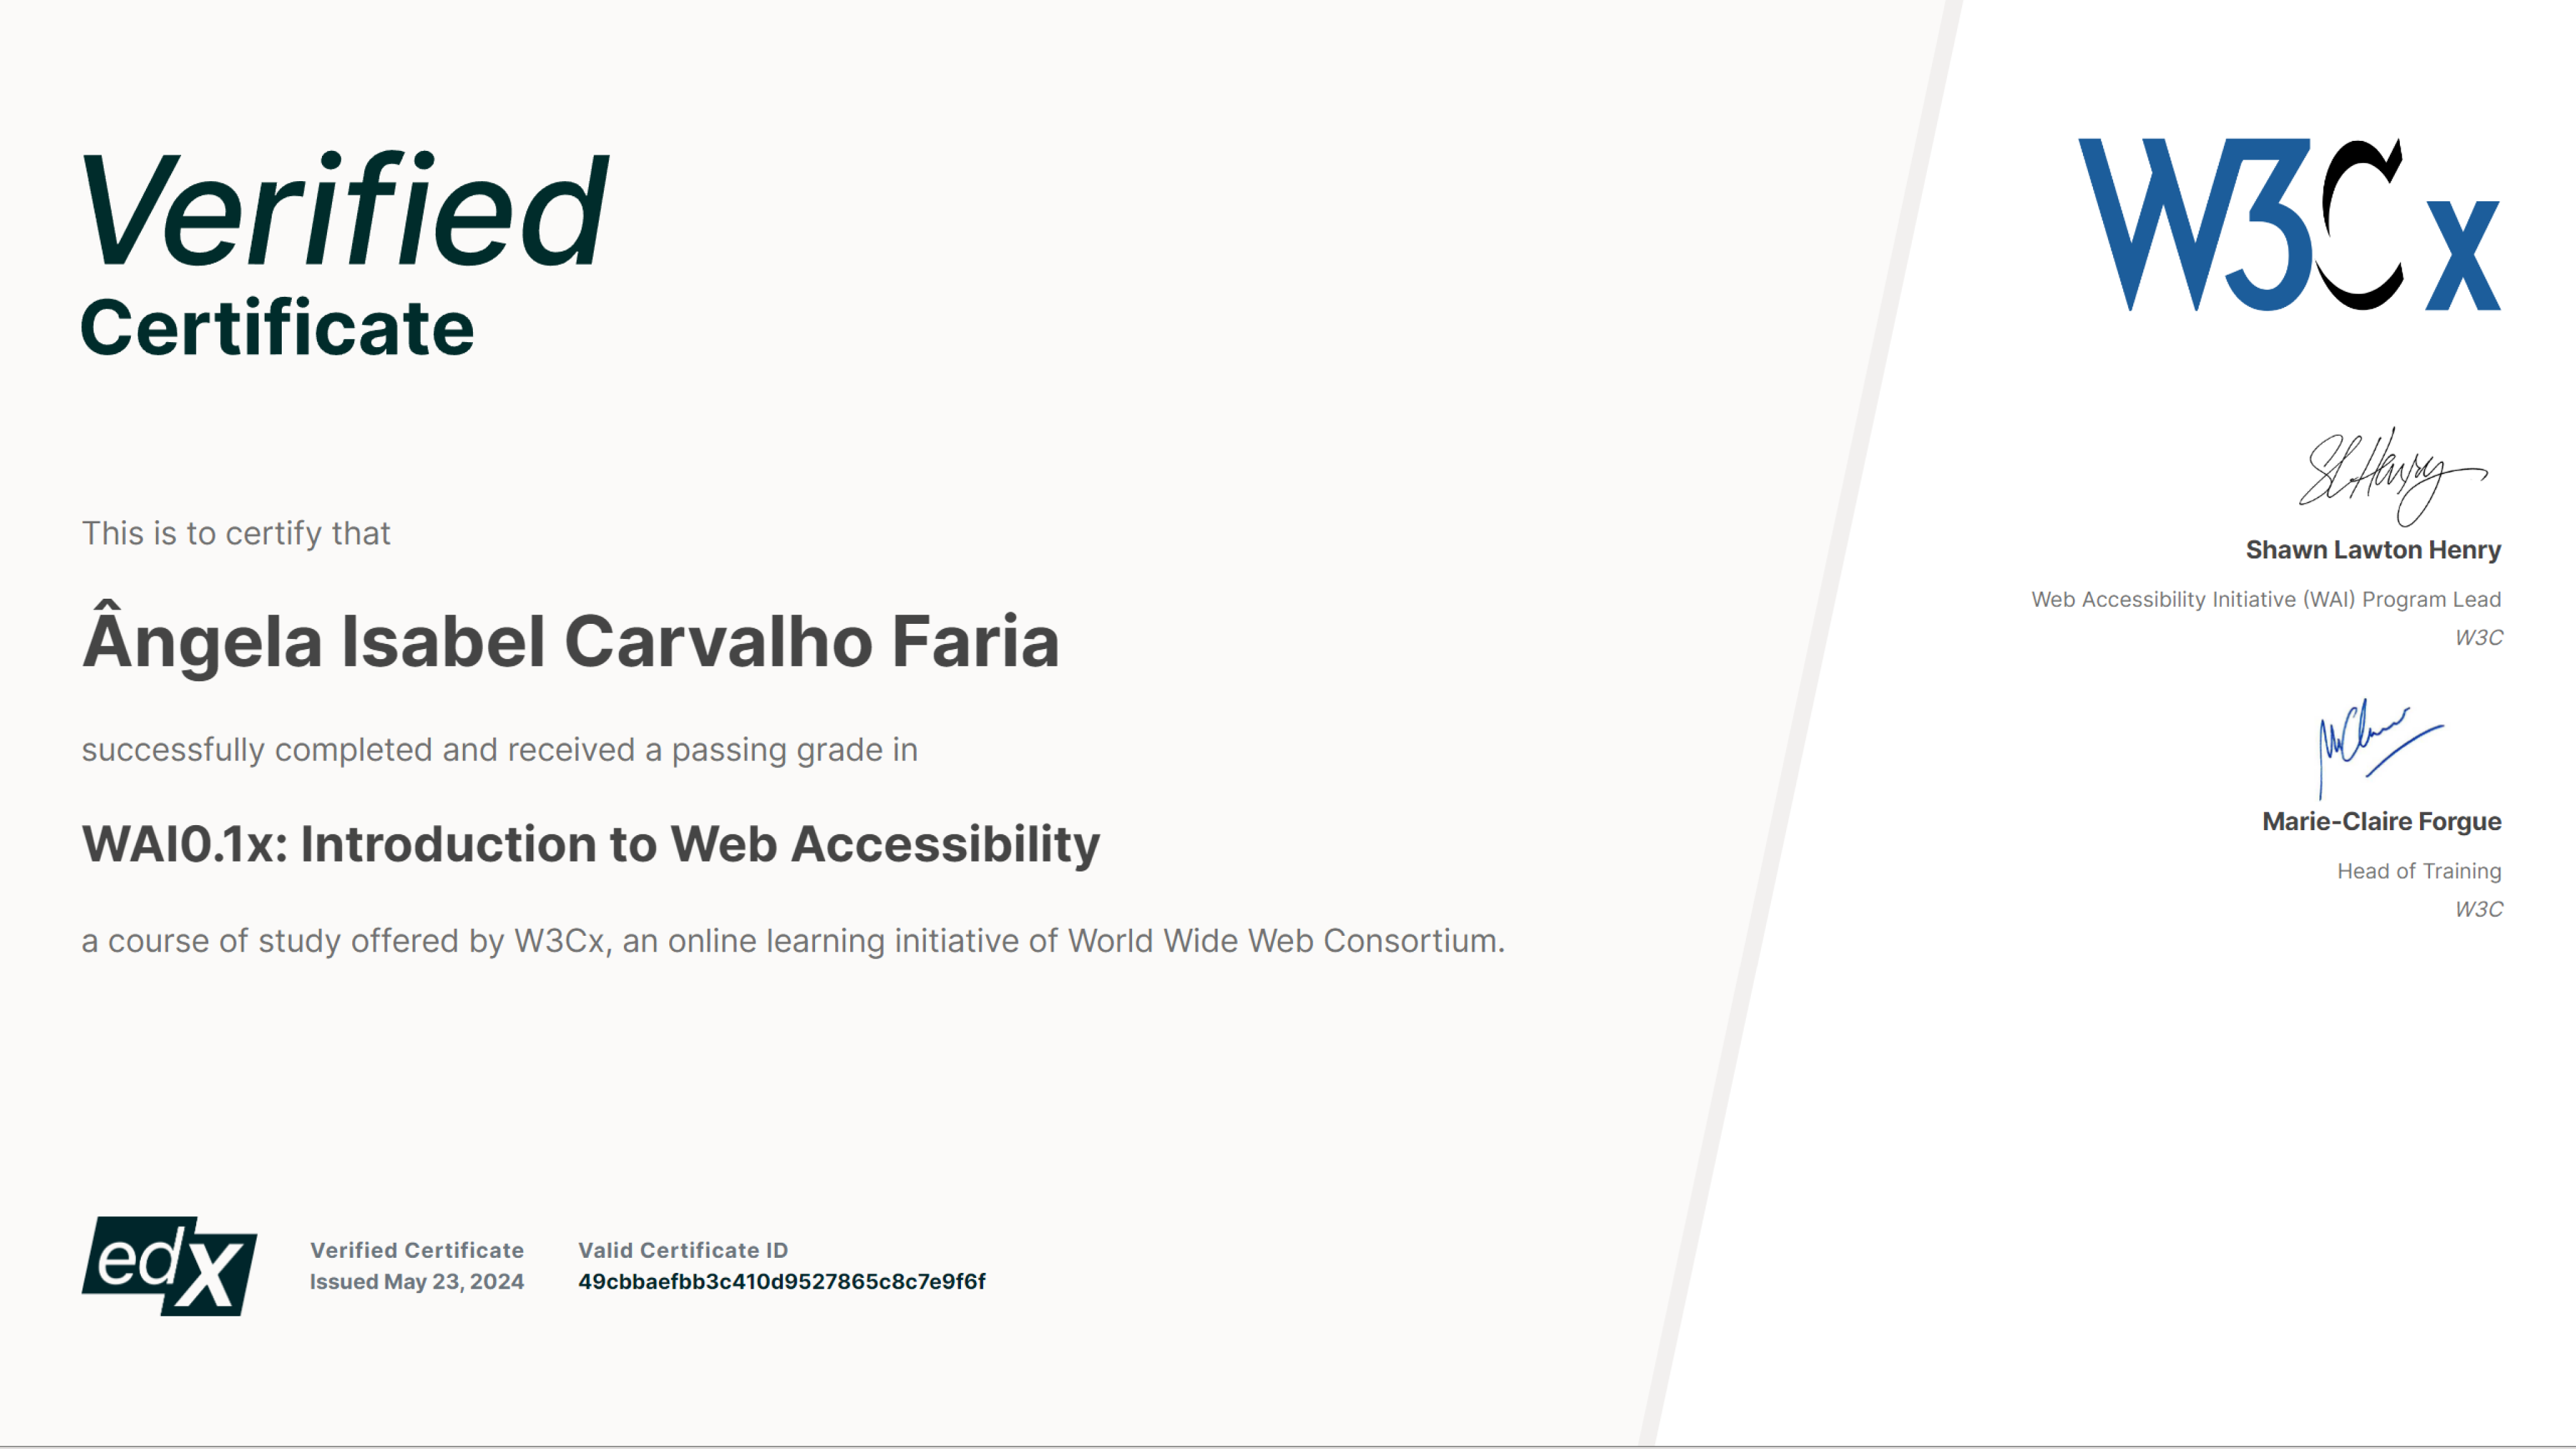 Verified
Certificate
This is to certify that
Ângela Isabel Carvalho Faria
successfully completed and received a passing grade in
WAI0.1x: Introduction to Web Accessibility
a course of study offered by W3Cx, an online learning initiative of World Wide Web Consortium.
edX
Verified Certificate
Issued May 23, 2024
Valid Certificate ID
49cbbaefbb3c410d9527865c8c7e9f6f
W3Cx
SLHenry
Shawn Lawton Henry
Web Accessibility Initiative (WAI) Program Lead
W3C
Marie-Claire Forgue
Head of Training
W3C